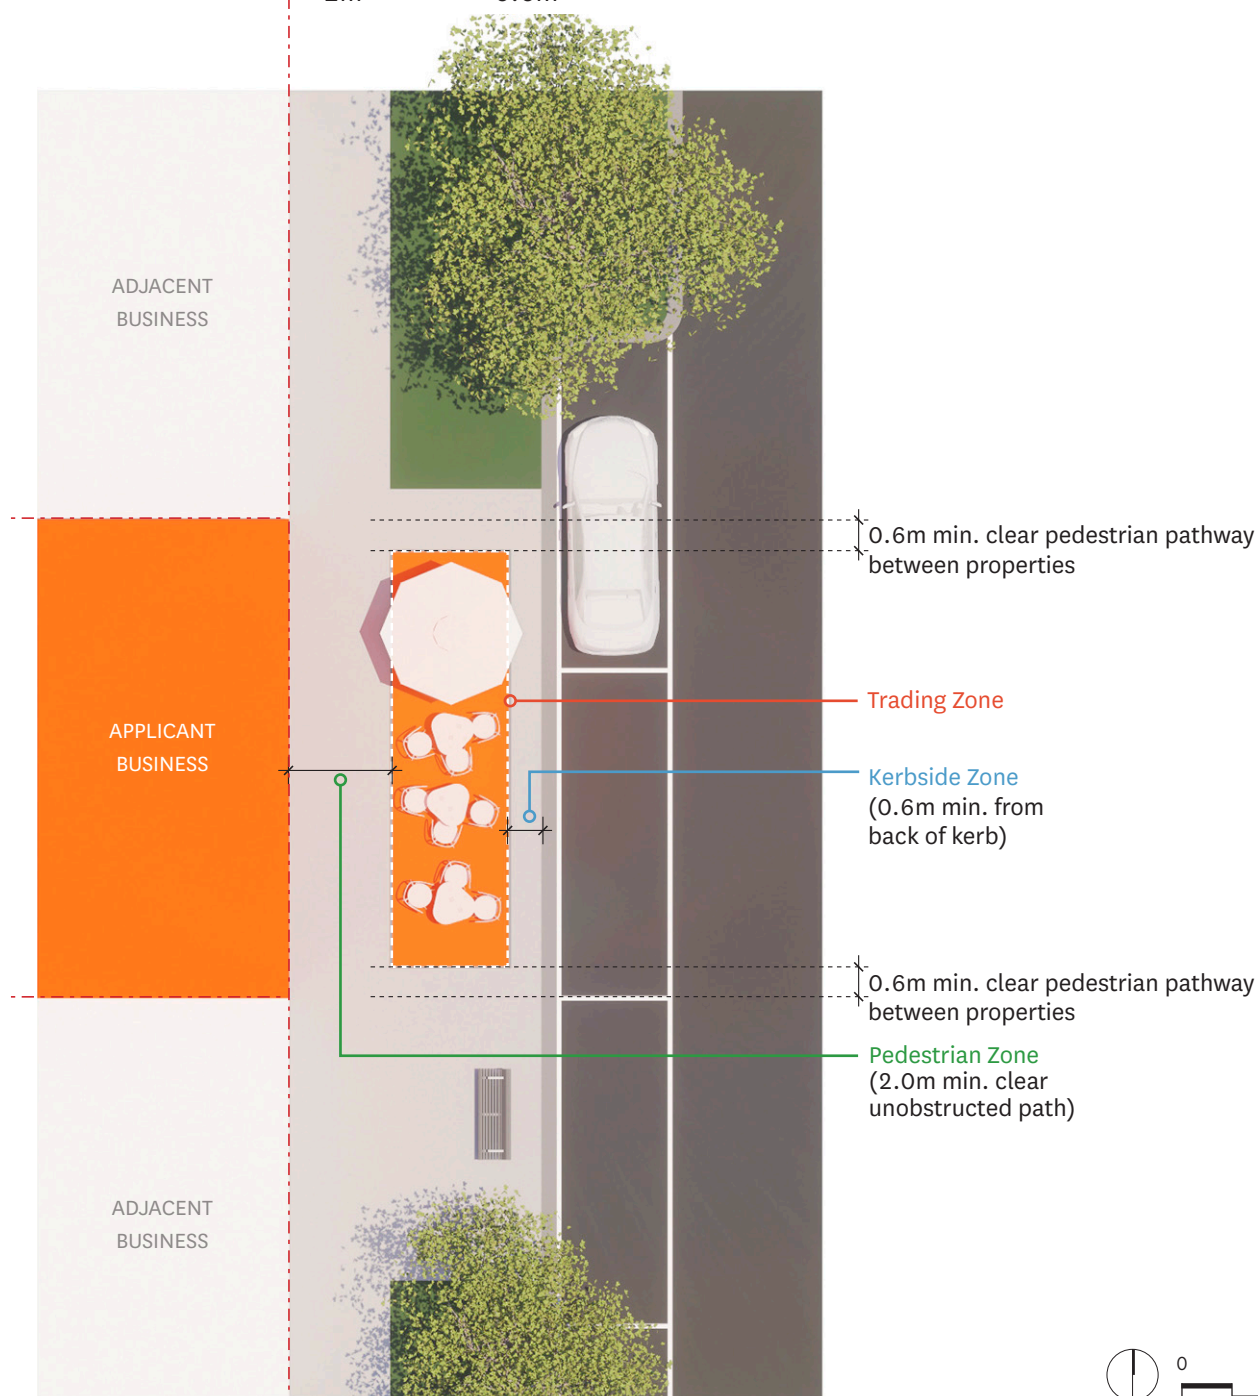 ADJACENT
BUSINESS
0.6m min. clear pedestrian pathway
between properties
Trading Zone
APPLICANT
BUSINESS
Kerbside Zone
(0.6m min. from
back of kerb)
0.6m min. clear pedestrian pathway
between properties
Pedestrian Zone
(2.0m min. clear
unobstructed path)
ADJACENT
BUSINESS
0